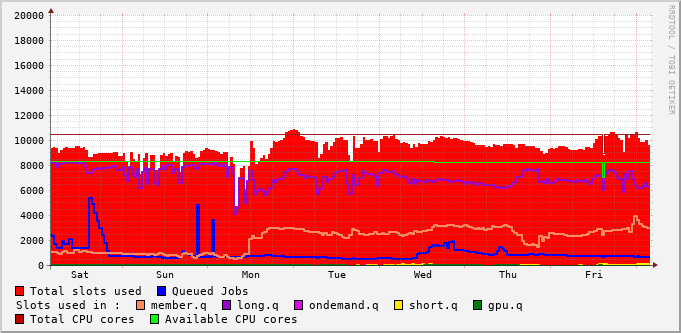 RRDTOOL / TOBI OETIKER
20000
18000
16000
14000
12000
10000
8000
6000
4000
2000
0
Sat Sun Mon Tue Wed Thu Fri
Total slots used Queued Jobs
Slots used in : member.q long.q ondemand.q short.q gpu.q
Total CPU cores Available CPU cores